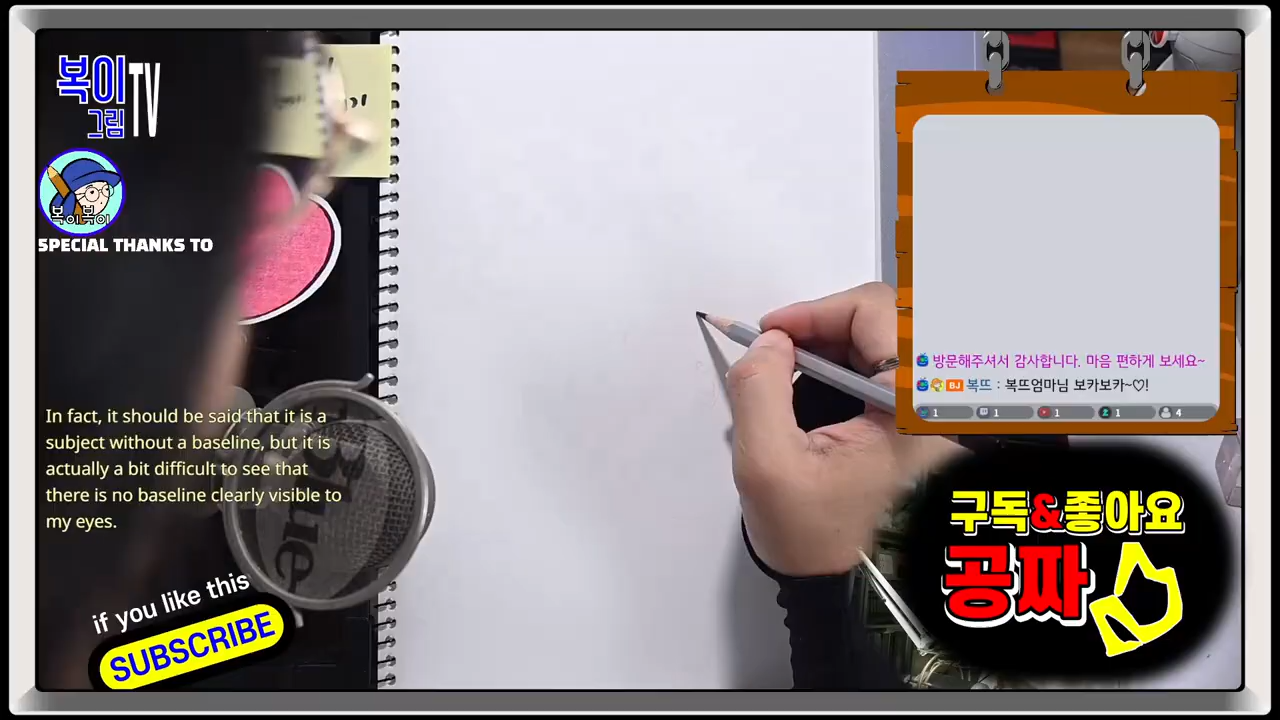 복이
그림
TV
복이복이
SPECIAL THANKS TO
In fact, it should be said that it is a
subject without a baseline, but it is
actually a bit difficult to see that
there is no baseline clearly visible to
my eyes.
Blue
if you like this
SUBSCRIBE
방문해주셔서 감사합니다. 마음 편하게 보세요~
BJ 복뜨 : 복뜨엄마님 보카보카~♡!
1 1 1 1 4
구독&좋아요
공짜